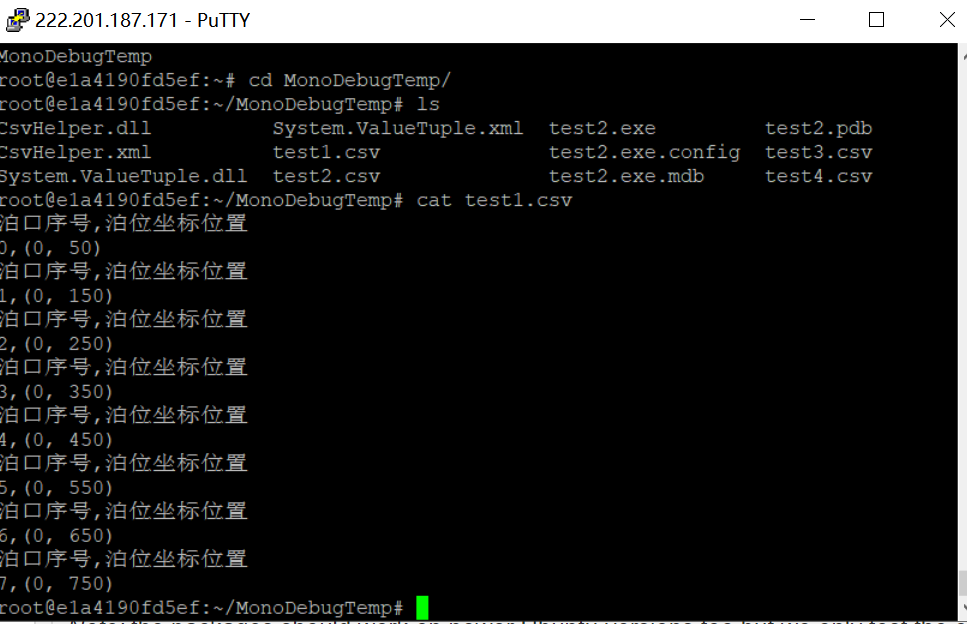 222.201.187.171 - PuTTY
MonoDebugTemp
root@e1a4190fd5ef:~# cd MonoDebugTemp/
root@e1a4190fd5ef:~/MonoDebugTemp# ls
CsvHelper.dll System.ValueTuple.xml test2.exe test2.pdb
CsvHelper.xml test1.csv test2.exe.config test3.csv
System.ValueTuple.dll test2.csv test2.exe.mdb test4.csv
root@e1a4190fd5ef:~/MonoDebugTemp# cat test1.csv
泊口序号,泊位坐标位置
0,(0, 50)
泊口序号,泊位坐标位置
1,(0, 150)
泊口序号,泊位坐标位置
2,(0, 250)
泊口序号,泊位坐标位置
3,(0, 350)
泊口序号,泊位坐标位置
4,(0, 450)
泊口序号,泊位坐标位置
5,(0, 550)
泊口序号,泊位坐标位置
6,(0, 650)
泊口序号,泊位坐标位置
7,(0, 750)
root@e1a4190fd5ef:~/MonoDebugTemp#